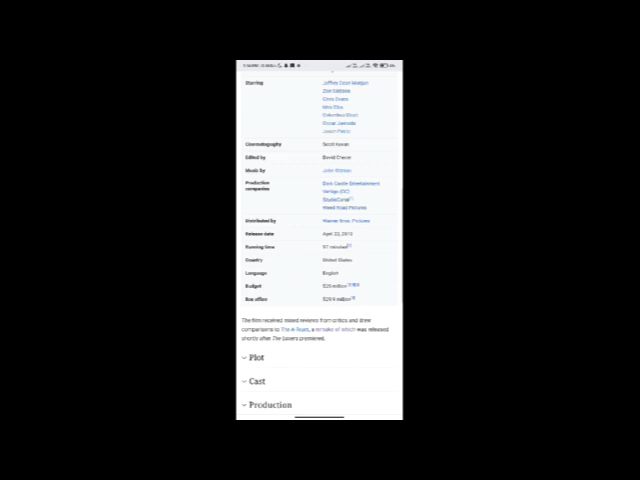 Starring
Jeffrey Dean Morgan
Zoe Saldana
Chris Evans
Idris Elba
Columbus Short
Óscar Jaenada
Jason Patric
Cinematography Scott Kevan
Edited by David Checel
Music by John Ottman
Production companies
Dark Castle Entertainment
Vertigo (DC)
StudioCanal
Weed Road Pictures
Distributed by Warner Bros. Pictures
Release date April 23, 2010
Running time 97 minutes
Country United States
Language English
Budget $25 million
Box office
The film received mixed reviews from critics and drew
comparisons to The A-Team, a remake of which was released
shortly after The Losers premiered.
Plot
Cast
Production